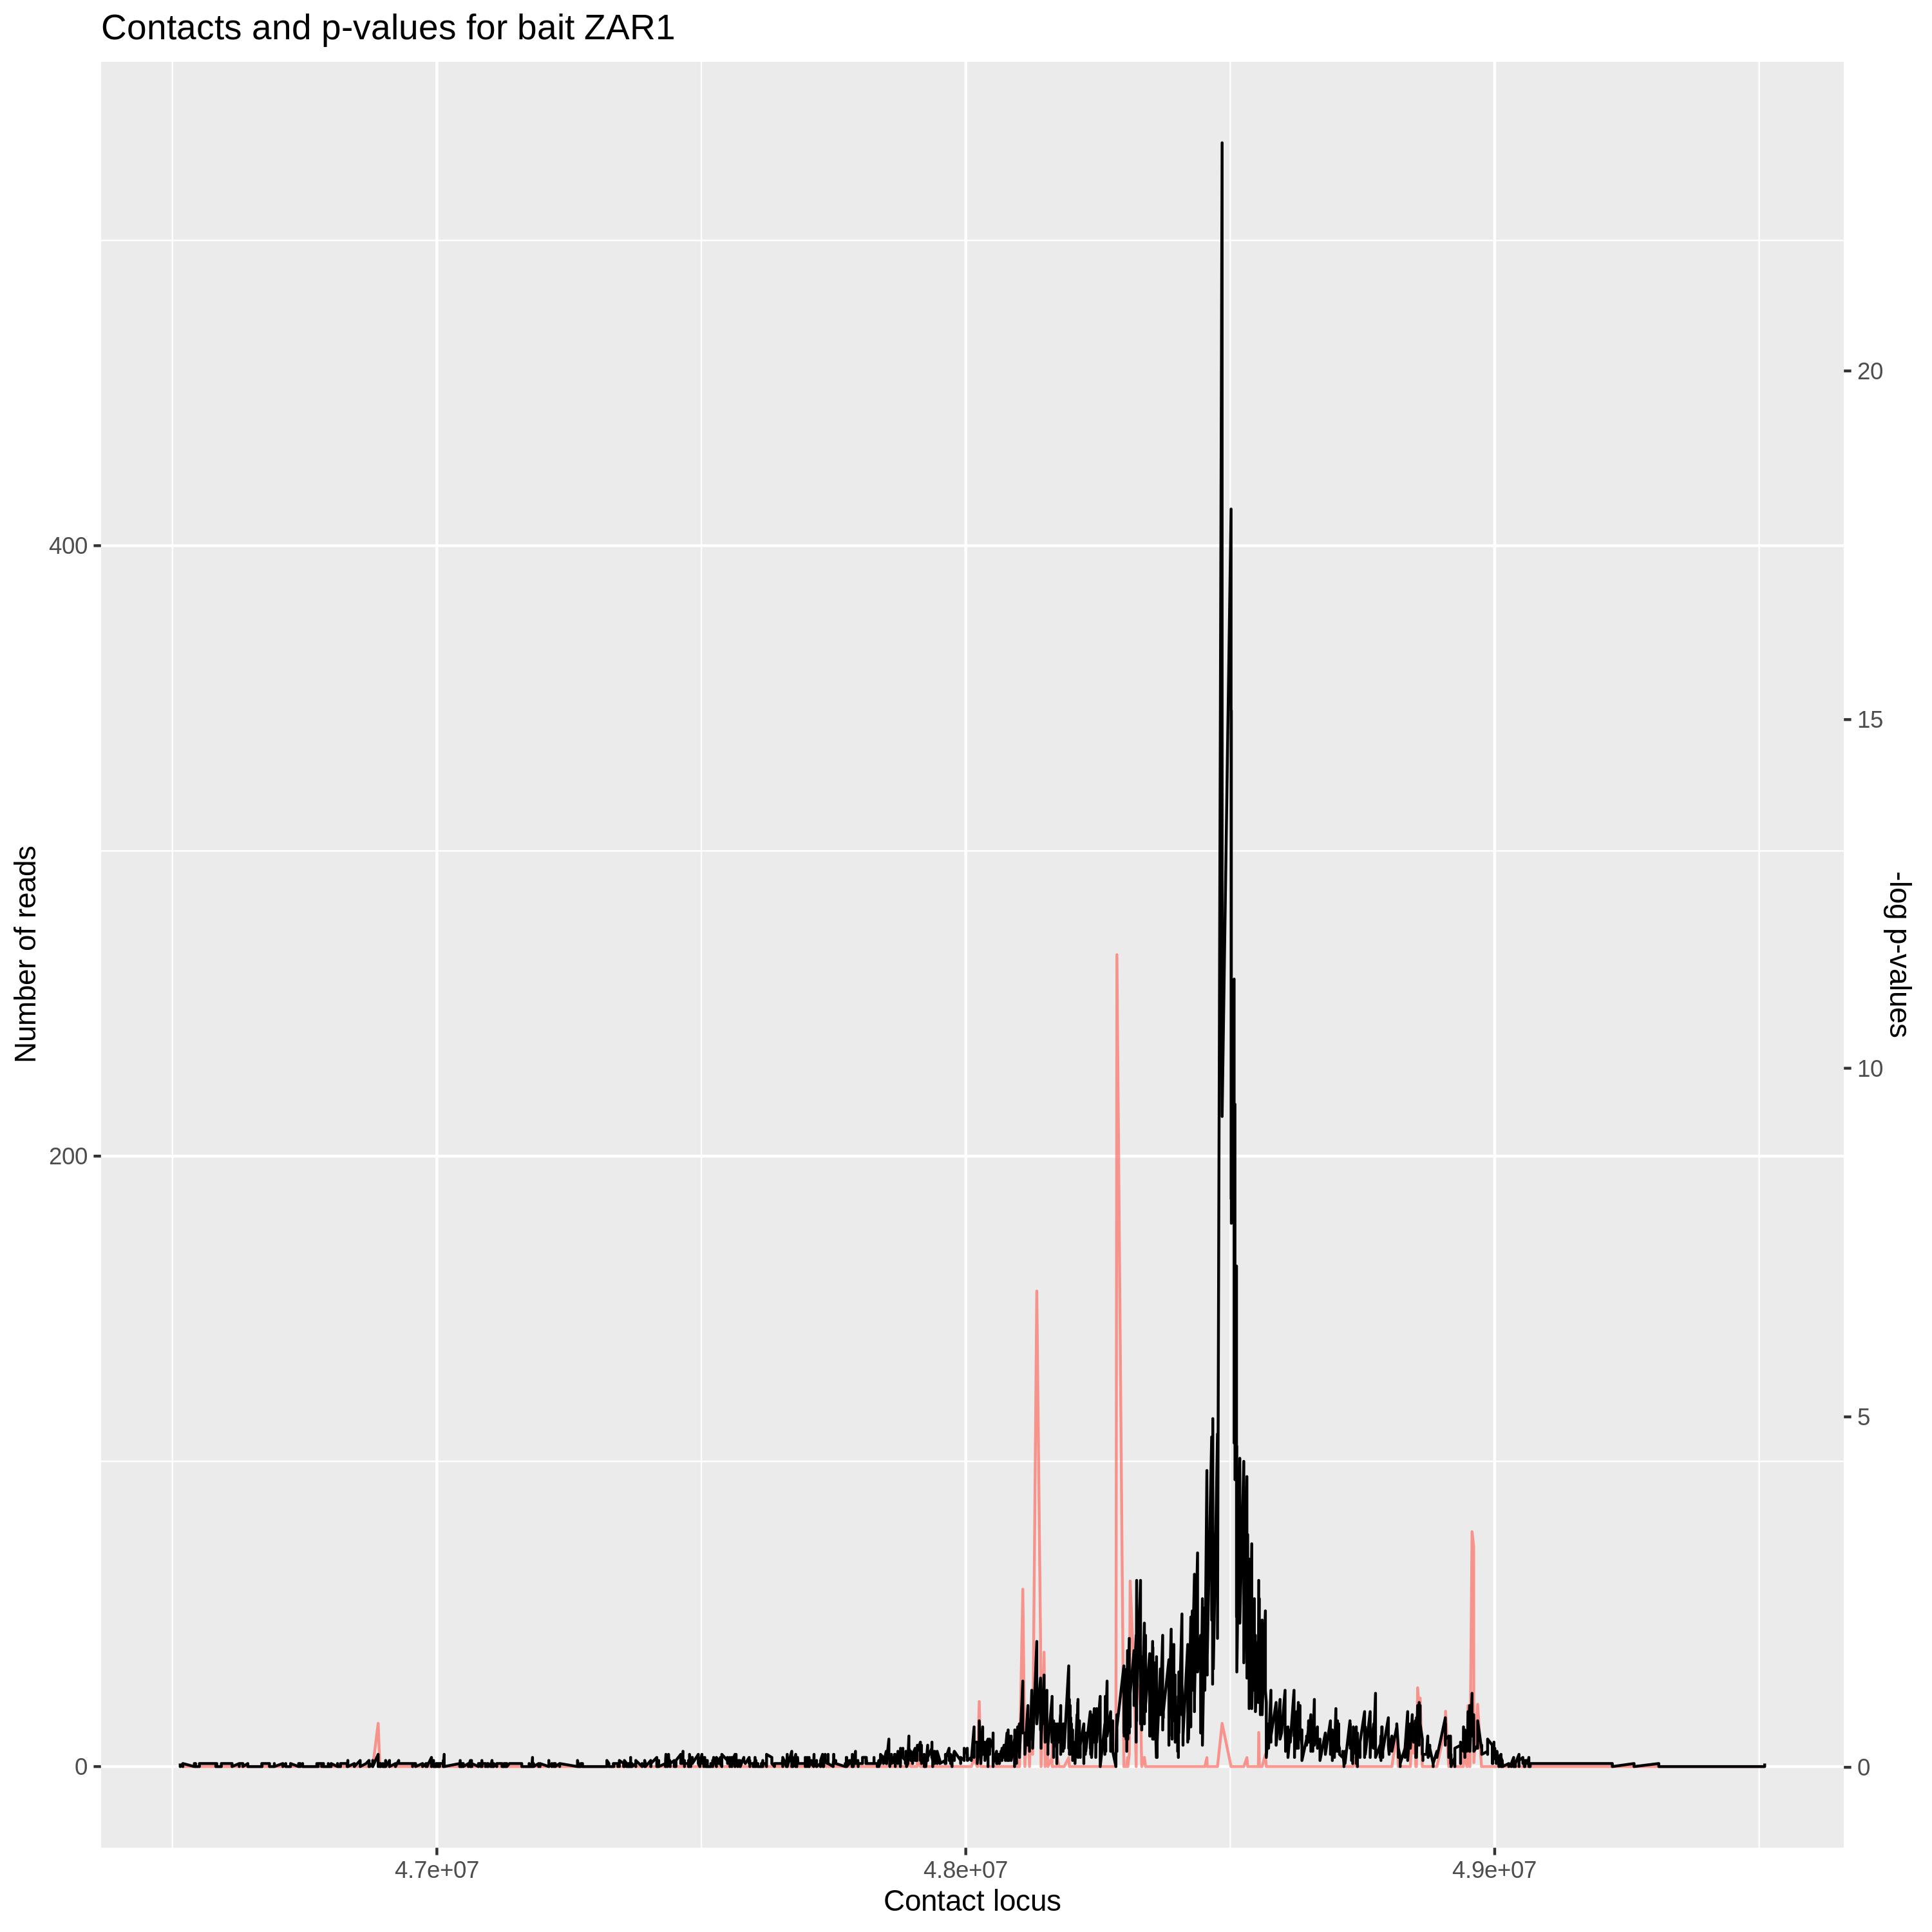 Contacts and p-values for bait ZAR1
400
200
0
Number of reads
20
15
10
5
0
-log p-values
4.7e+07 4.8e+07 4.9e+07
Contact locus